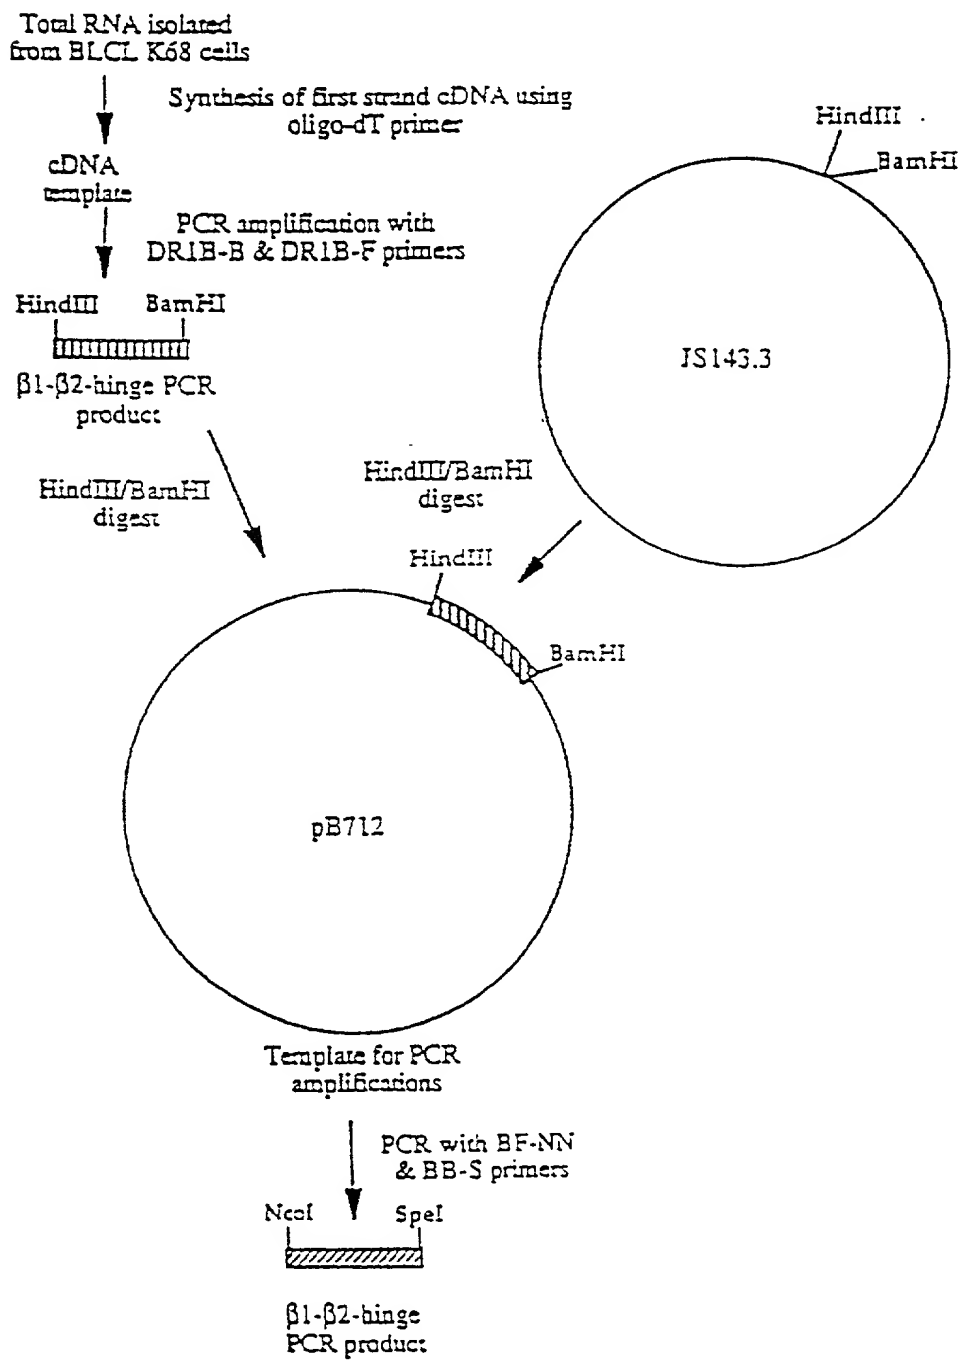 Total RNA isolated
from BLCL K68 cells
Synthesis of first strand cDNA using
oligo-dT primer
cDNA
template
PCR amplification with
DR1B-B & DR1B-F primers
HindIII
BamHI
β1-β2-hinge PCR
product
HindIII/BamHI
digest
HindIII
BamHI
JS143.3
HindIII/BamHI
digest
HindIII
BamHI
pB712
Template for PCR
amplifications
PCR with BF-NN
& BB-S primers
NcoI
SpeI
β1-β2-hinge
PCR product